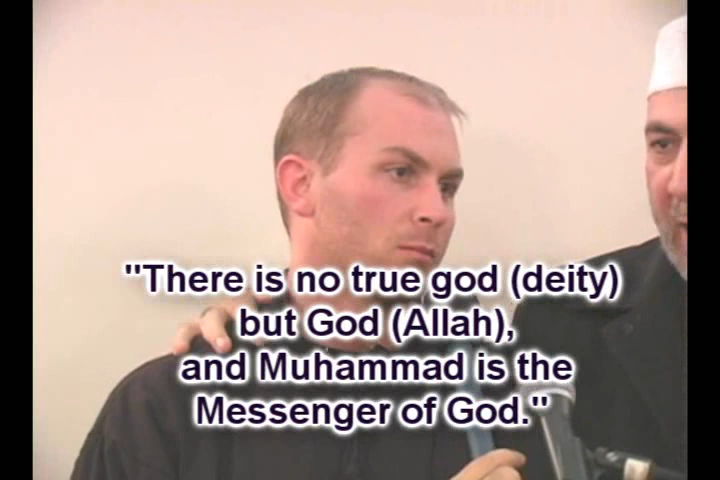 "There is no true god (deity)
but God (Allah),
and Muhammad is the
Messenger of God."